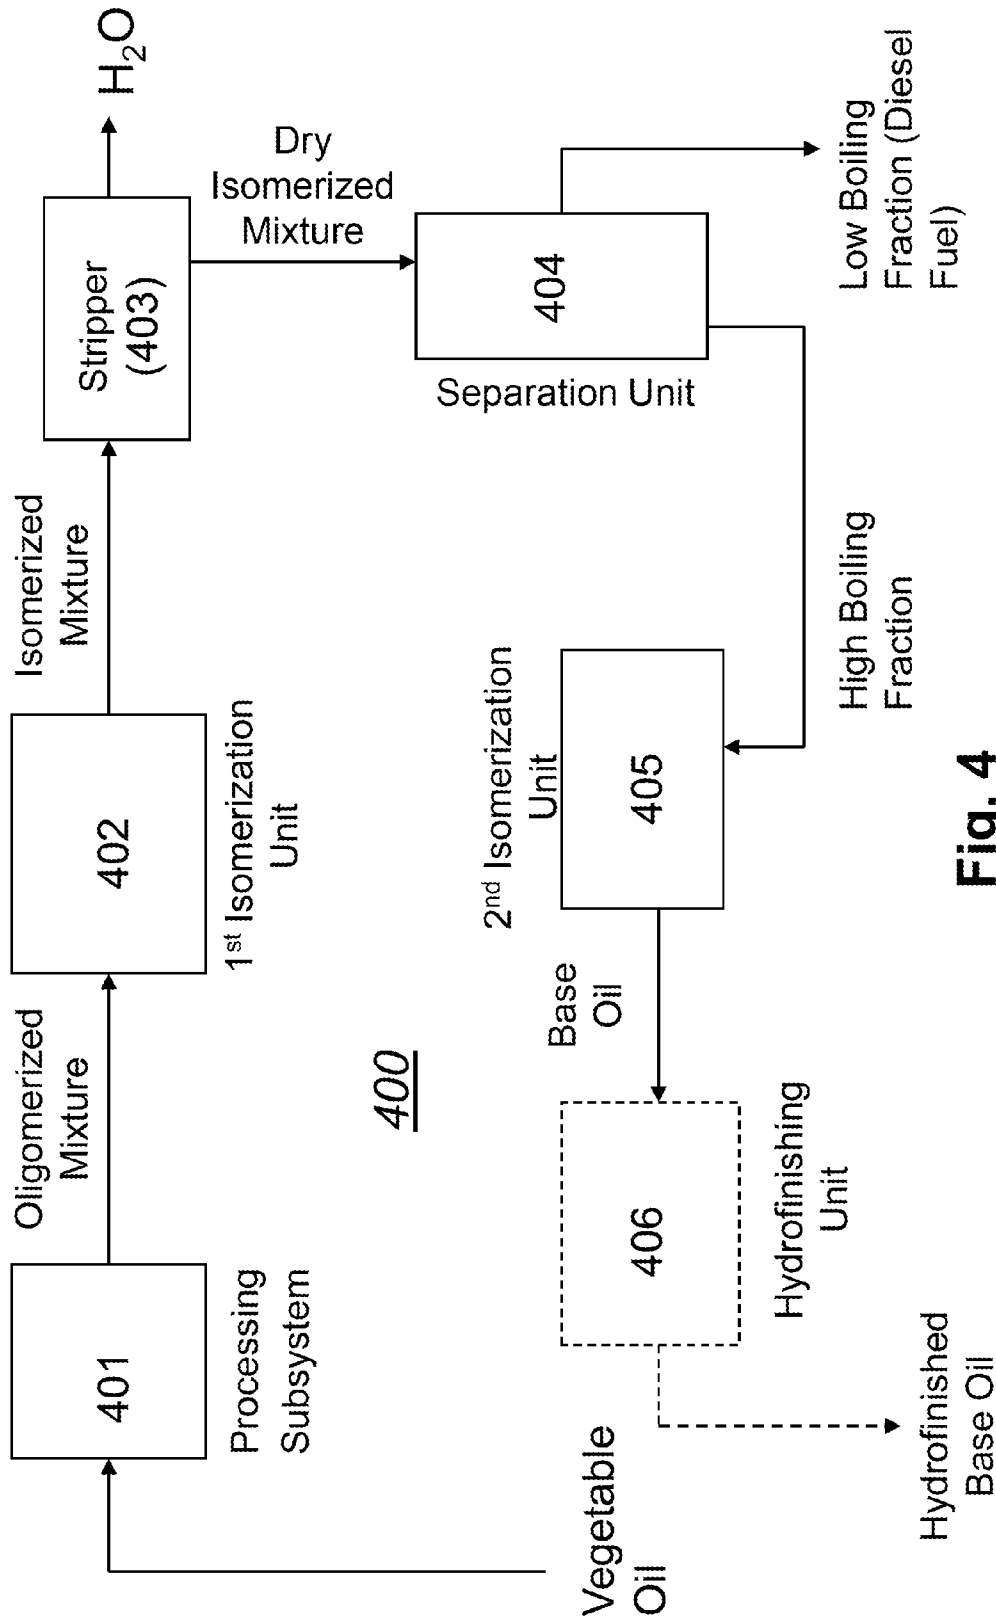 Vegetable
Oil
401
Processing
Subsystem
Oligomerized
Mixture
402
1st Isomerization
Unit
Isomerized
Mixture
Stripper
(403)
H2O
Dry
Isomerized
Mixture
404
Separation Unit
Low Boiling
Fraction (Diesel
Fuel)
High Boiling
Fraction
2nd Isomerization
Unit
405
Base
Oil
400
406
Hydrofinishing
Unit
Hydrofinished
Base Oil
Fig. 4